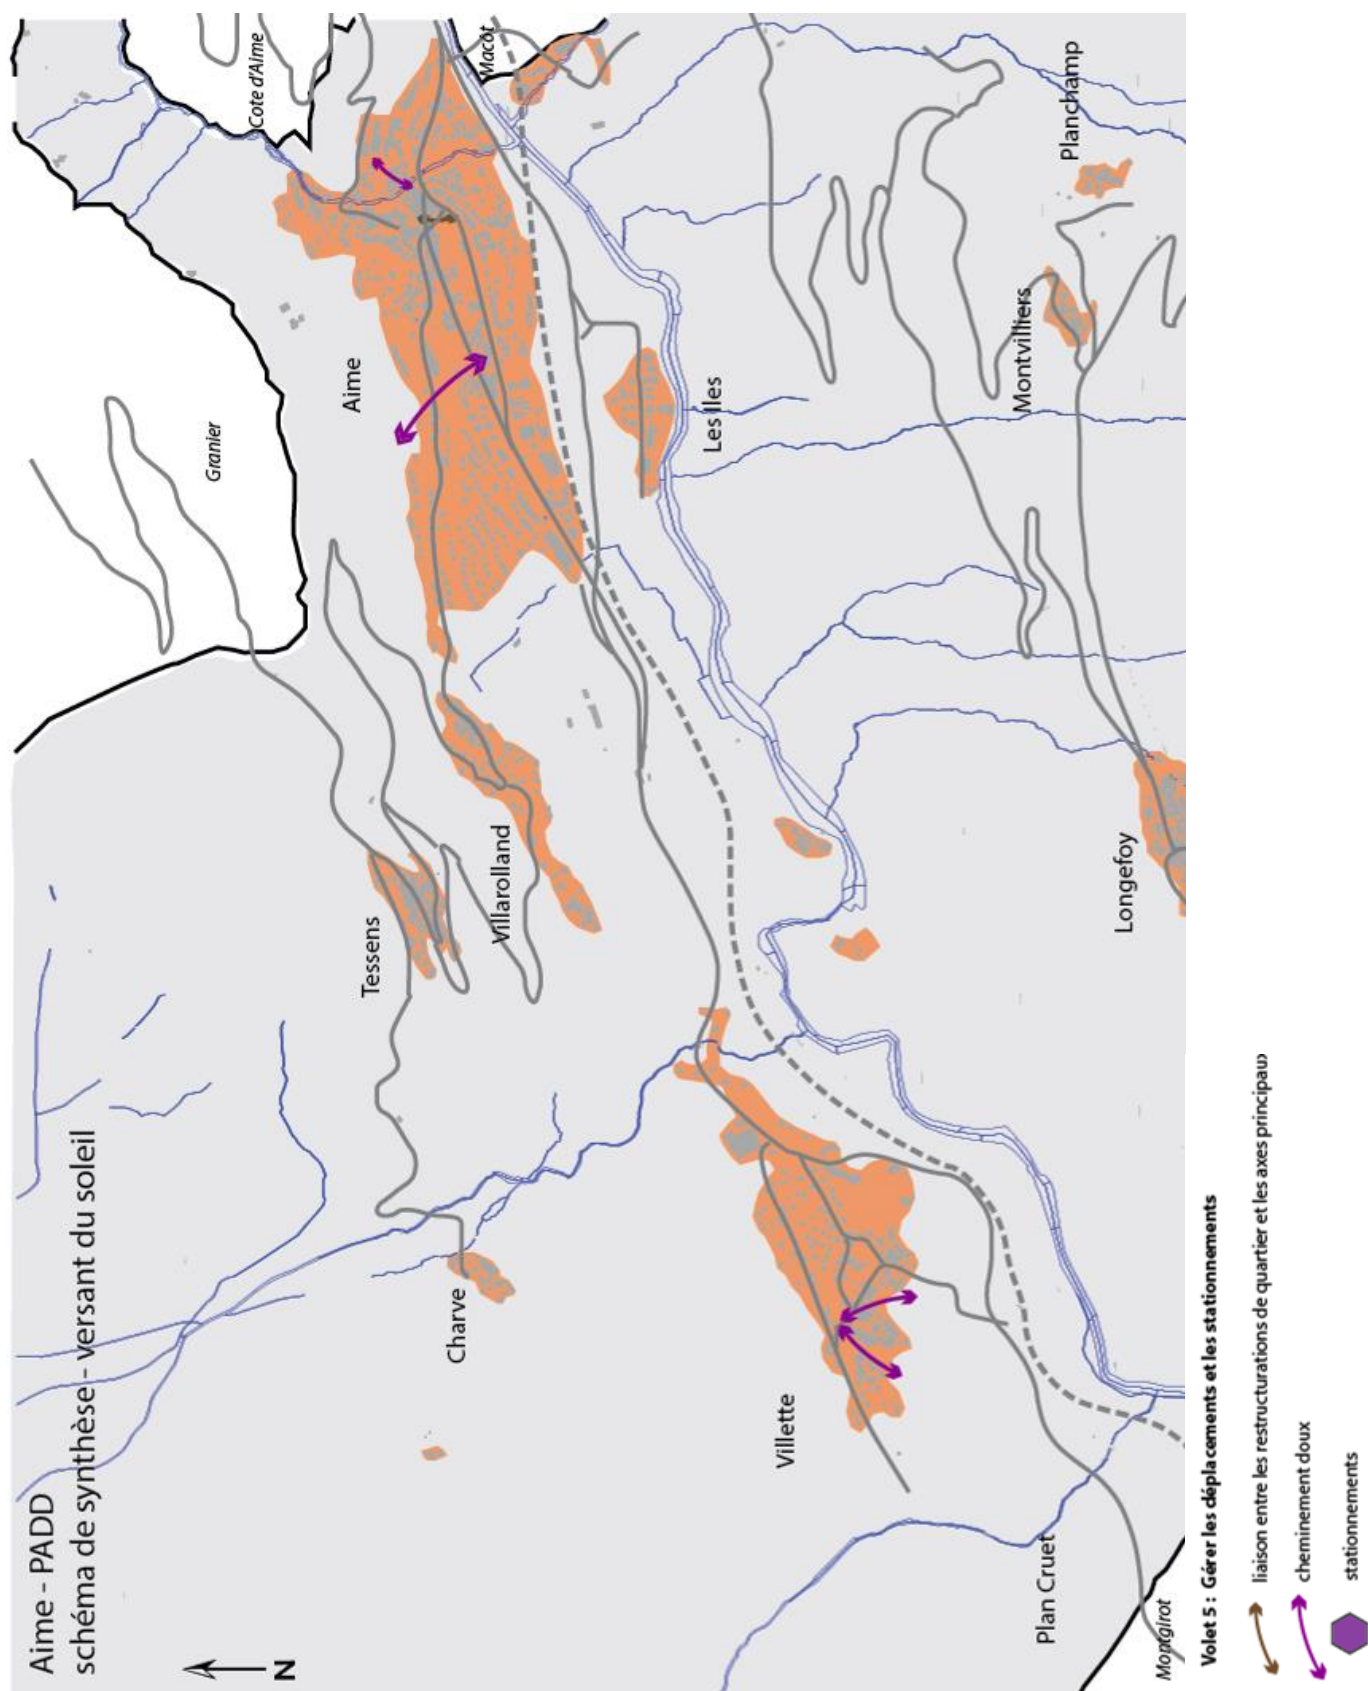 Aime - PADD
schéma de synthèse - versant du soleil
N
Cote d'Aime
Macot
Granier
Aime
Planchamp
Les Iles
Montvilliers
Tessens
Villarolland
Longefoy
Charve
Villette
Plan Cruet
Montgirot
Volet 5 : Gérer les déplacements et les stationnements
liaison entre les restructurations de quartier et les axes principaux
cheminement doux
stationnements